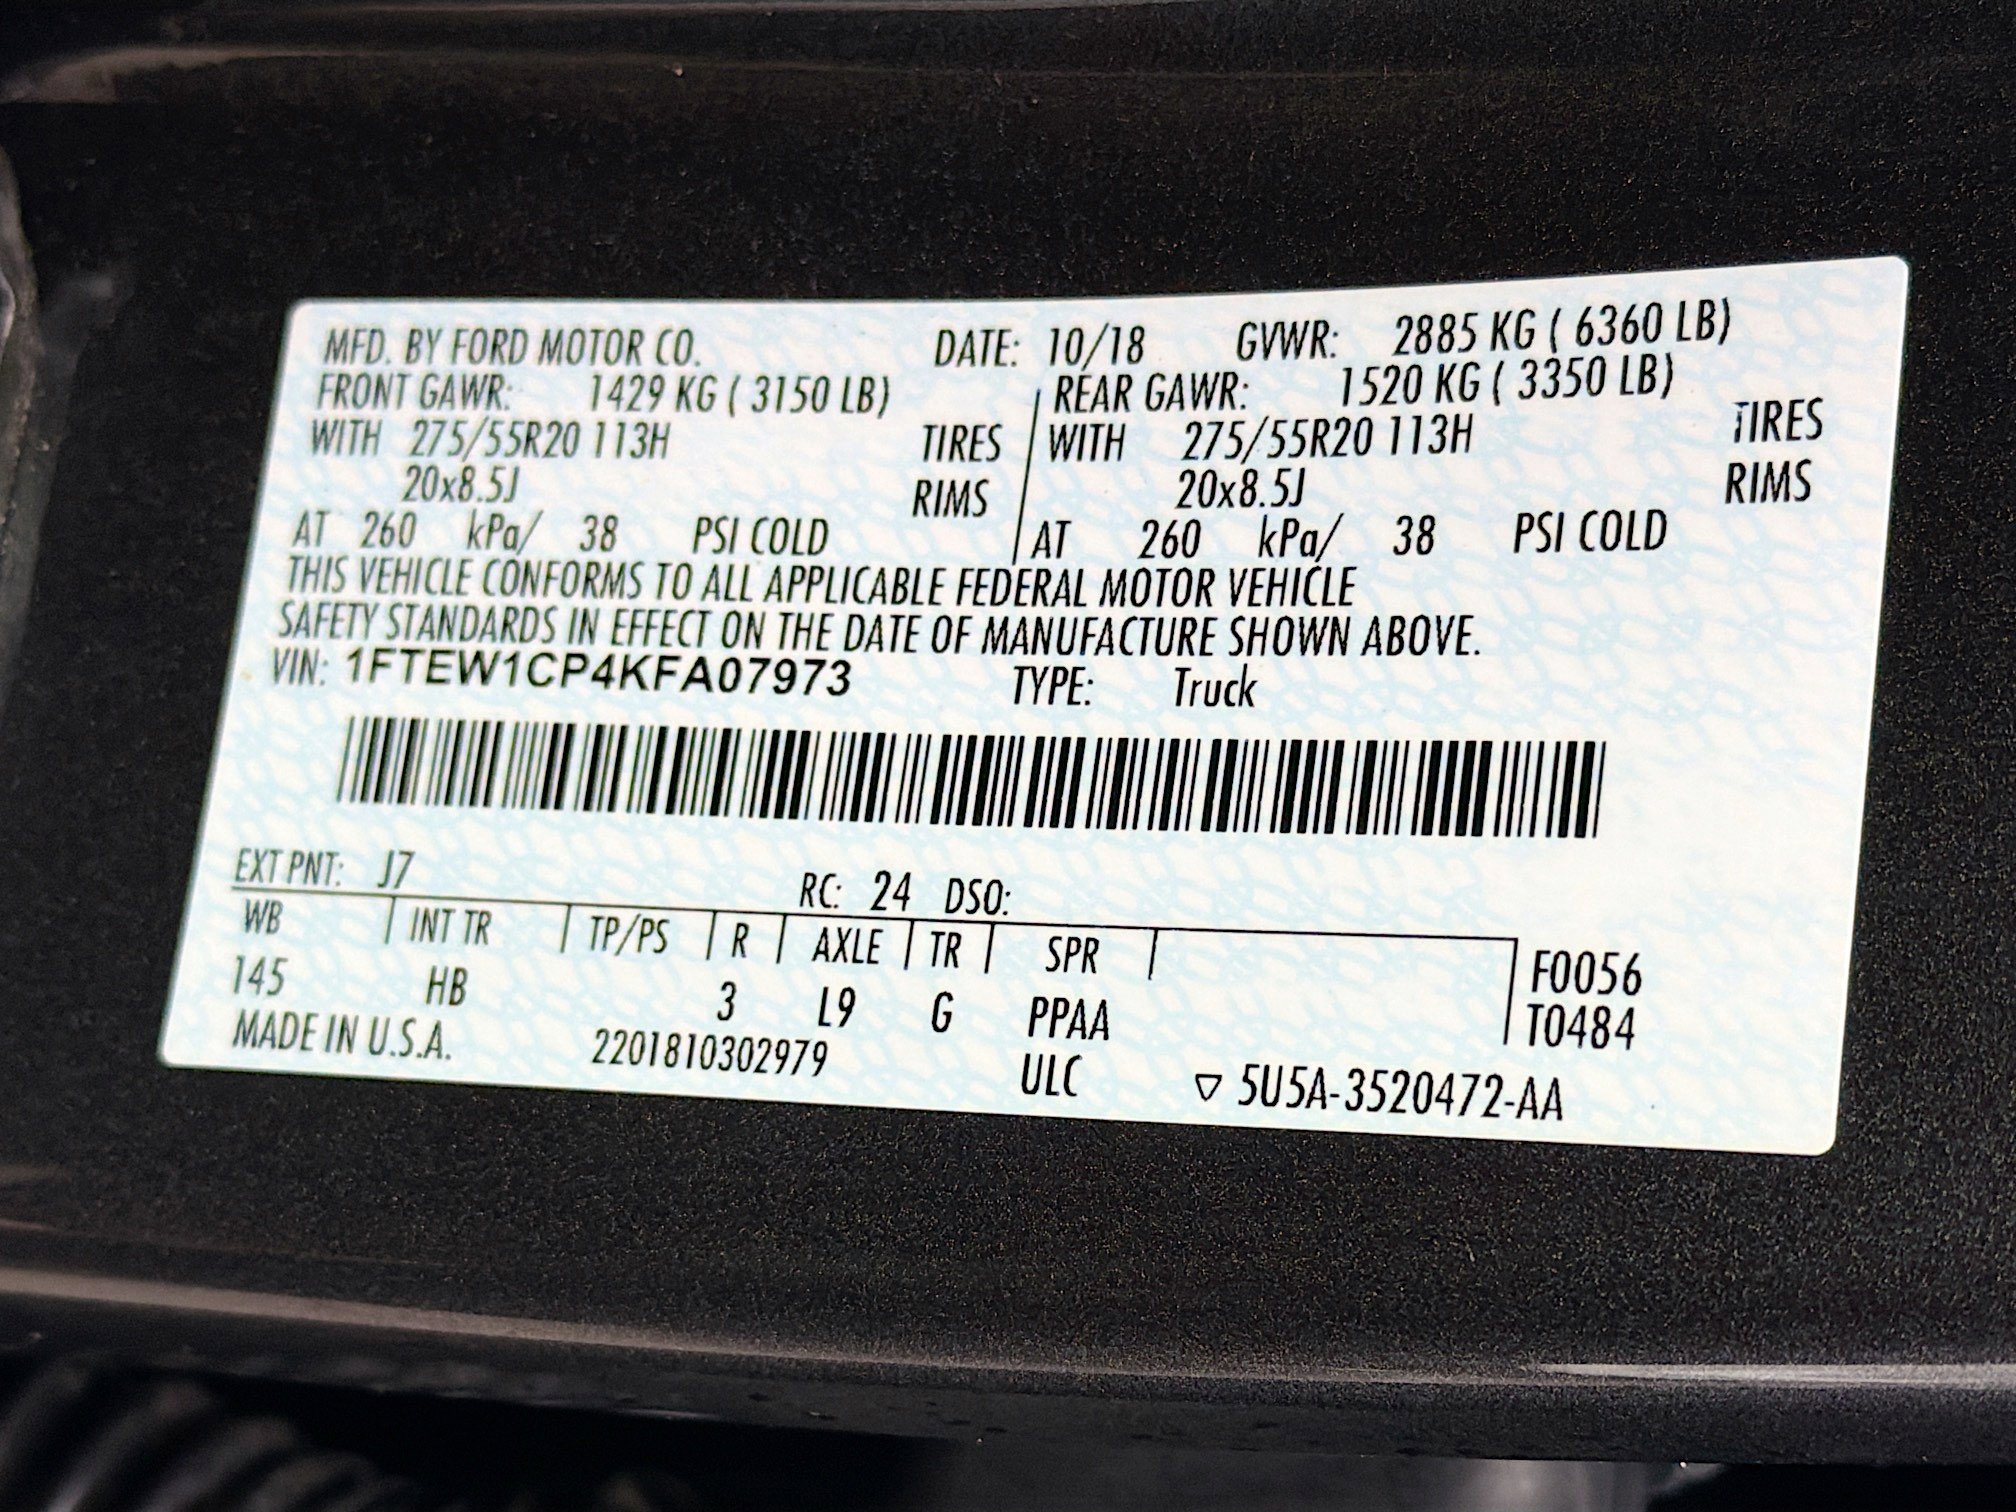 MFD. BY FORD MOTOR CO. DATE: 10/18 GVWR: 2885 KG ( 6360 LB)
FRONT GAWR: 1429 KG ( 3150 LB) REAR GAWR: 1520 KG ( 3350 LB)
WITH 275/55R20 113H TIRES WITH 275/55R20 113H TIRES
20x8.5J RIMS 20x8.5J RIMS
AT 260 kPa/ 38 PSI COLD AT 260 kPa/ 38 PSI COLD
THIS VEHICLE CONFORMS TO ALL APPLICABLE FEDERAL MOTOR VEHICLE
SAFETY STANDARDS IN EFFECT ON THE DATE OF MANUFACTURE SHOWN ABOVE.
VIN: 1FTEW1CP4KFA07973 TYPE: Truck
EXT PNT: J7 RC: 24 DSO:
WB INT TR TP/PS R AXLE TR SPR F0056
145 HB 3 L9 G PPAA T0484
MADE IN U.S.A. 2201810302979 ULC ▽ 5U5A-3520472-AA